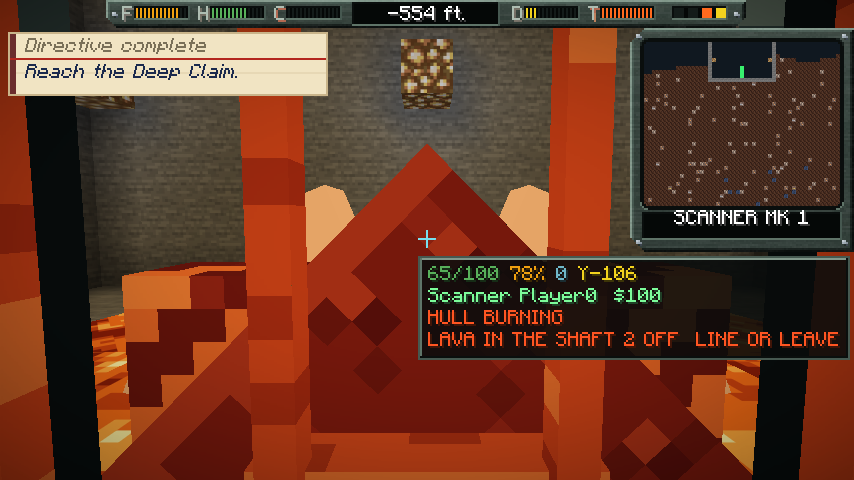 F H C -554 ft. D T
Directive complete
Reach the Deep Claim.
SCANNER MK 1
65/100 78% 0 Y-106
Scanner Player0 $100
HULL BURNING
LAVA IN THE SHAFT 2 OFF LINE OR LEAVE